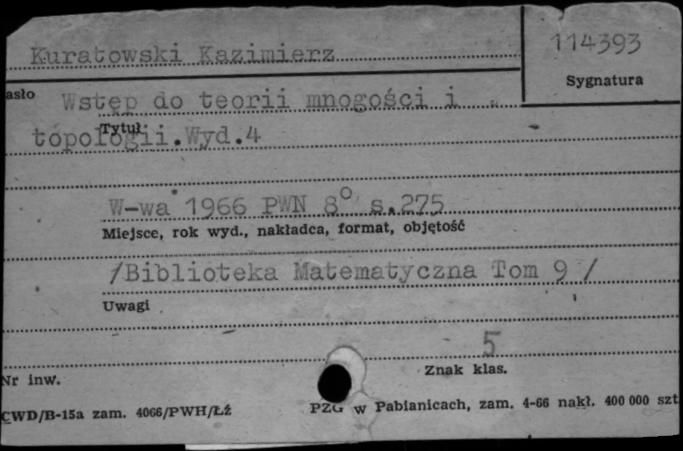 Kuratowski Kazimierz
114393
Sygnatura
asło
Wstęp do teorii mnogości i
Tytuł
topologii.Wyd.4
W-wa 1966 PWN 8° s.275
Miejsce, rok wyd., nakładca, format, objętość
/Biblioteka Matematyczna Tom 9 /
Uwagi
5
Znak klas.
Nr inw.
CWD/B-15a zam. 4066/PWH/Łź
PZG w Pabianicach, zam. 4-66 nakł. 400 000 szt